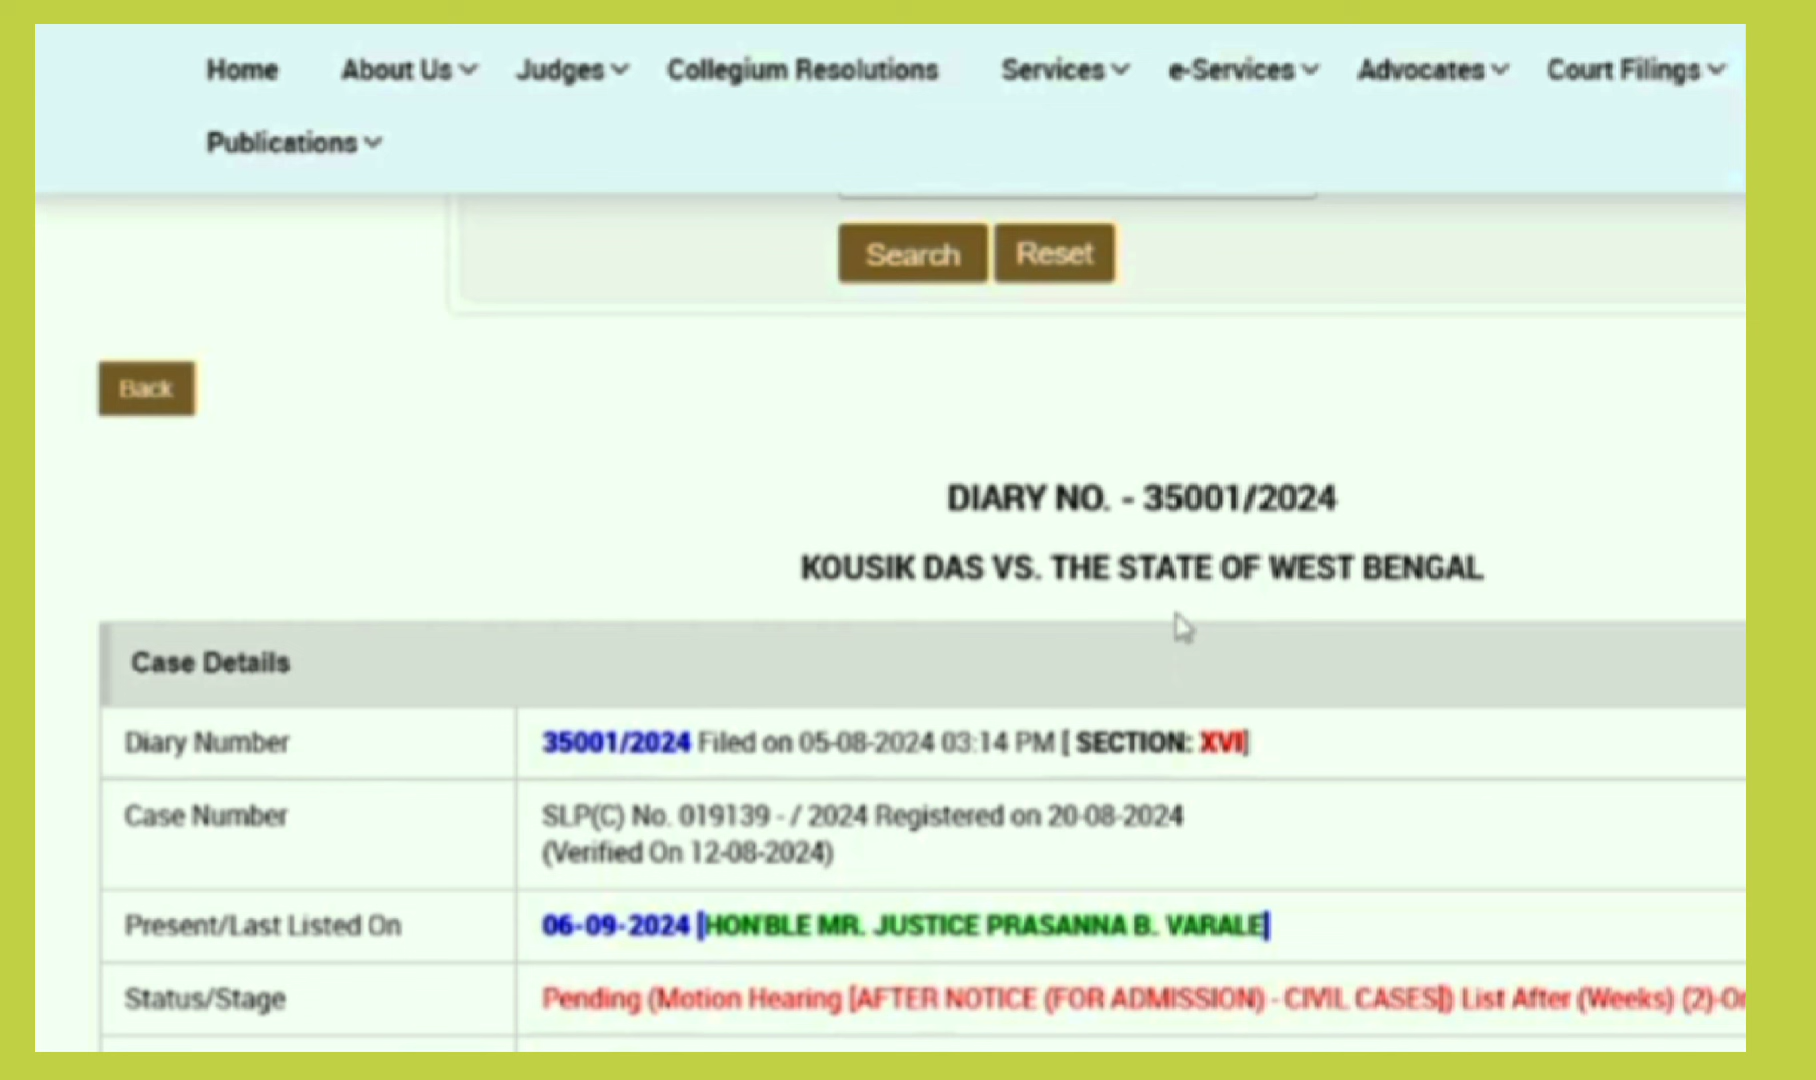 Home About Us Judges Collegium Resolutions Services e-Services Advocates Court Filings
Publications
Search Reset
Back
DIARY NO. - 35001/2024
KOUSIK DAS VS. THE STATE OF WEST BENGAL
Case Details
Diary Number 35001/2024 Filed on 05-08-2024 03:14 PM [ SECTION: XVI]
Case Number SLP(C) No. 019139 - / 2024 Registered on 20-08-2024
(Verified On 12-08-2024)
Present/Last Listed On 06-09-2024 [HON'BLE MR. JUSTICE PRASANNA B. VARALE]
Status/Stage Pending (Motion Hearing [AFTER NOTICE (FOR ADMISSION) - CIVIL CASES]) List After (Weeks) (2)-